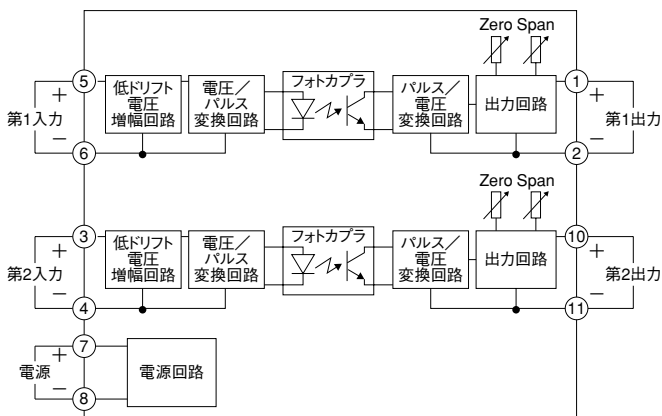 Zero Span
5
第1入力
+
−
6
低ドリフト
電圧
増幅回路
電圧／
パルス
変換回路
フォトカプラ
パルス／
電圧
変換回路
出力回路
1
+
−
第1出力
2
Zero Span
3
第2入力
+
−
4
低ドリフト
電圧
増幅回路
電圧／
パルス
変換回路
フォトカプラ
パルス／
電圧
変換回路
出力回路
10
+
−
第2出力
11
7
電源
+
−
8
電源回路